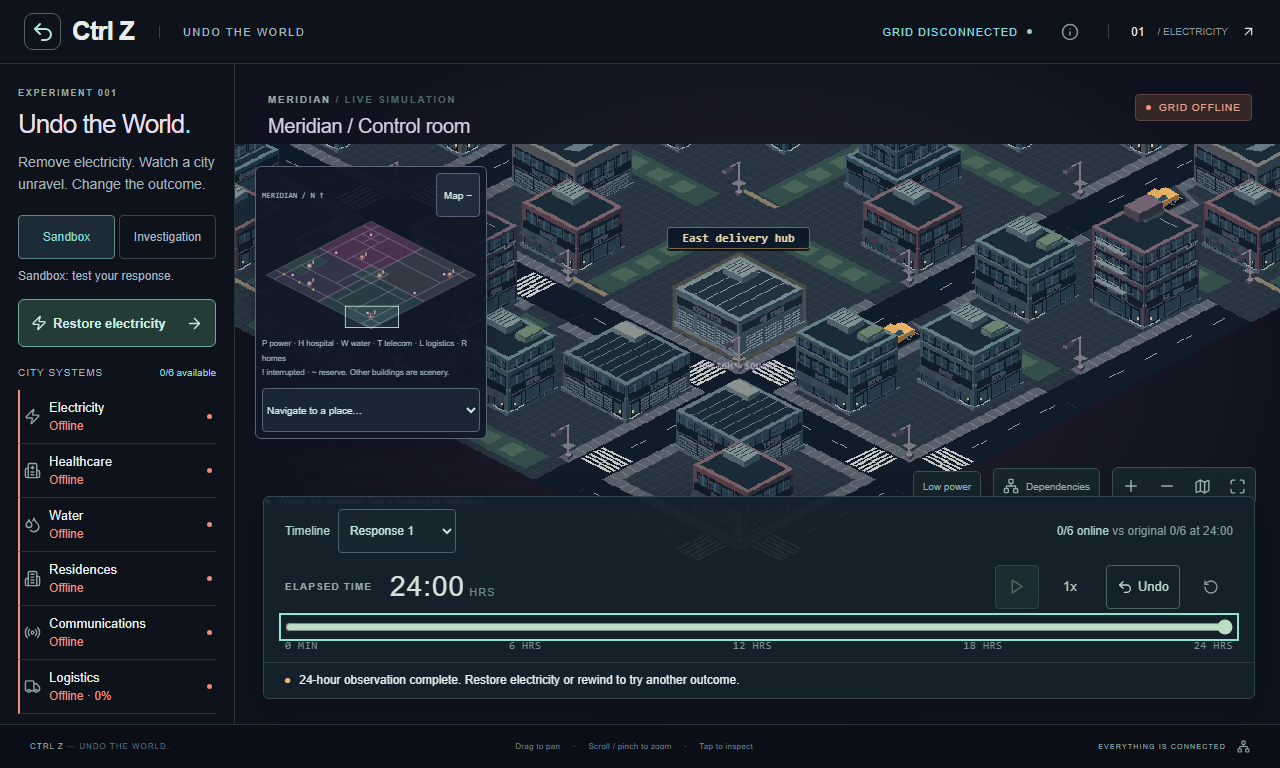 Ctrl Z
UNDO THE WORLD
GRID DISCONNECTED
01 / ELECTRICITY
EXPERIMENT 001
Undo the World.
Remove electricity. Watch a city
unravel. Change the outcome.
Sandbox
Investigation
Sandbox: test your response.
Restore electricity
CITY SYSTEMS
0/6 available
Electricity
Offline
Healthcare
Offline
Water
Offline
Residences
Offline
Communications
Offline
Logistics
Offline · 0%
MERIDIAN / LIVE SIMULATION
Meridian / Control room
GRID OFFLINE
MERIDIAN / N ↑
Map −
P power · H hospital · W water · T telecom · L logistics · R
homes
! interrupted · ~ reserve. Other buildings are scenery.
Navigate to a place...
East delivery hub
Low power
Dependencies
Timeline
Response 1
0/6 online vs original 0/6 at 24:00
ELAPSED TIME
24:00 HRS
1x
Undo
0 MIN
6 HRS
12 HRS
18 HRS
24 HRS
24-hour observation complete. Restore electricity or rewind to try another outcome.
CTRL Z — UNDO THE WORLD.
Drag to pan · Scroll / pinch to zoom · Tap to inspect
EVERYTHING IS CONNECTED